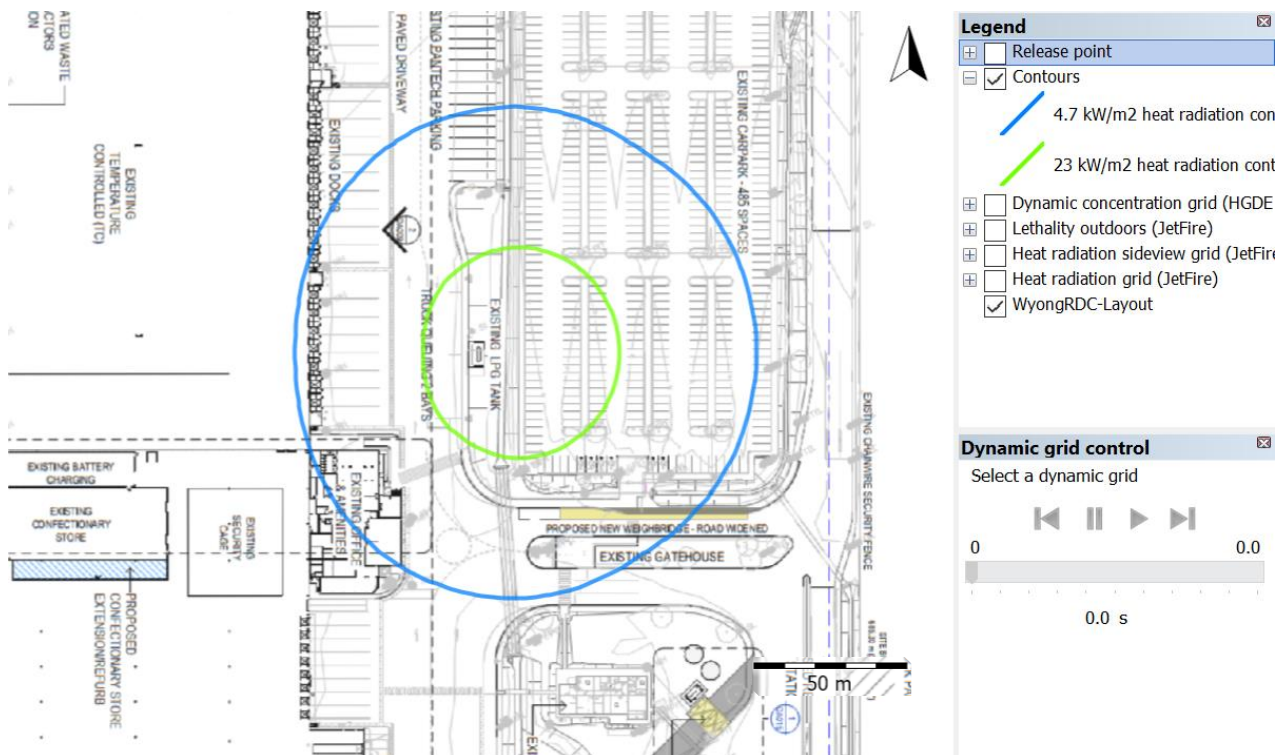 ATED WASTE
CTORS
ON
PAVED DRIVEWAY
STING PANTECH PARKING
EXISTING DOCKS
EXISTING
TEMPERATURE
CONTROLLED (TC)
EXISTING CARPARK - 485 SPACES
TRUCK QUEUING 2 BAYS
EXISTING LPG TANK
EXISTING CHAINWIRE SECURITY FENCE
EXISTING BATTERY
CHARGING
EXISTING
CONFECTIONARY
STORE
EXISTING
SECURITY
CAGE
EXISTING OFFICE
& AMENITIES
PROPOSED NEW WEIGHBRIDGE - ROAD WIDENED
EXISTING GATEHOUSE
PROPOSED
CONFECTIONARY STORE
EXTENSION/REFURB
50 m
Legend
Release point
Contours
4.7 kW/m2 heat radiation con
23 kW/m2 heat radiation cont
Dynamic concentration grid (HGDE
Lethality outdoors (JetFire)
Heat radiation sideview grid (JetFire
Heat radiation grid (JetFire)
WyongRDC-Layout
Dynamic grid control
Select a dynamic grid
0 0.0
0.0 s